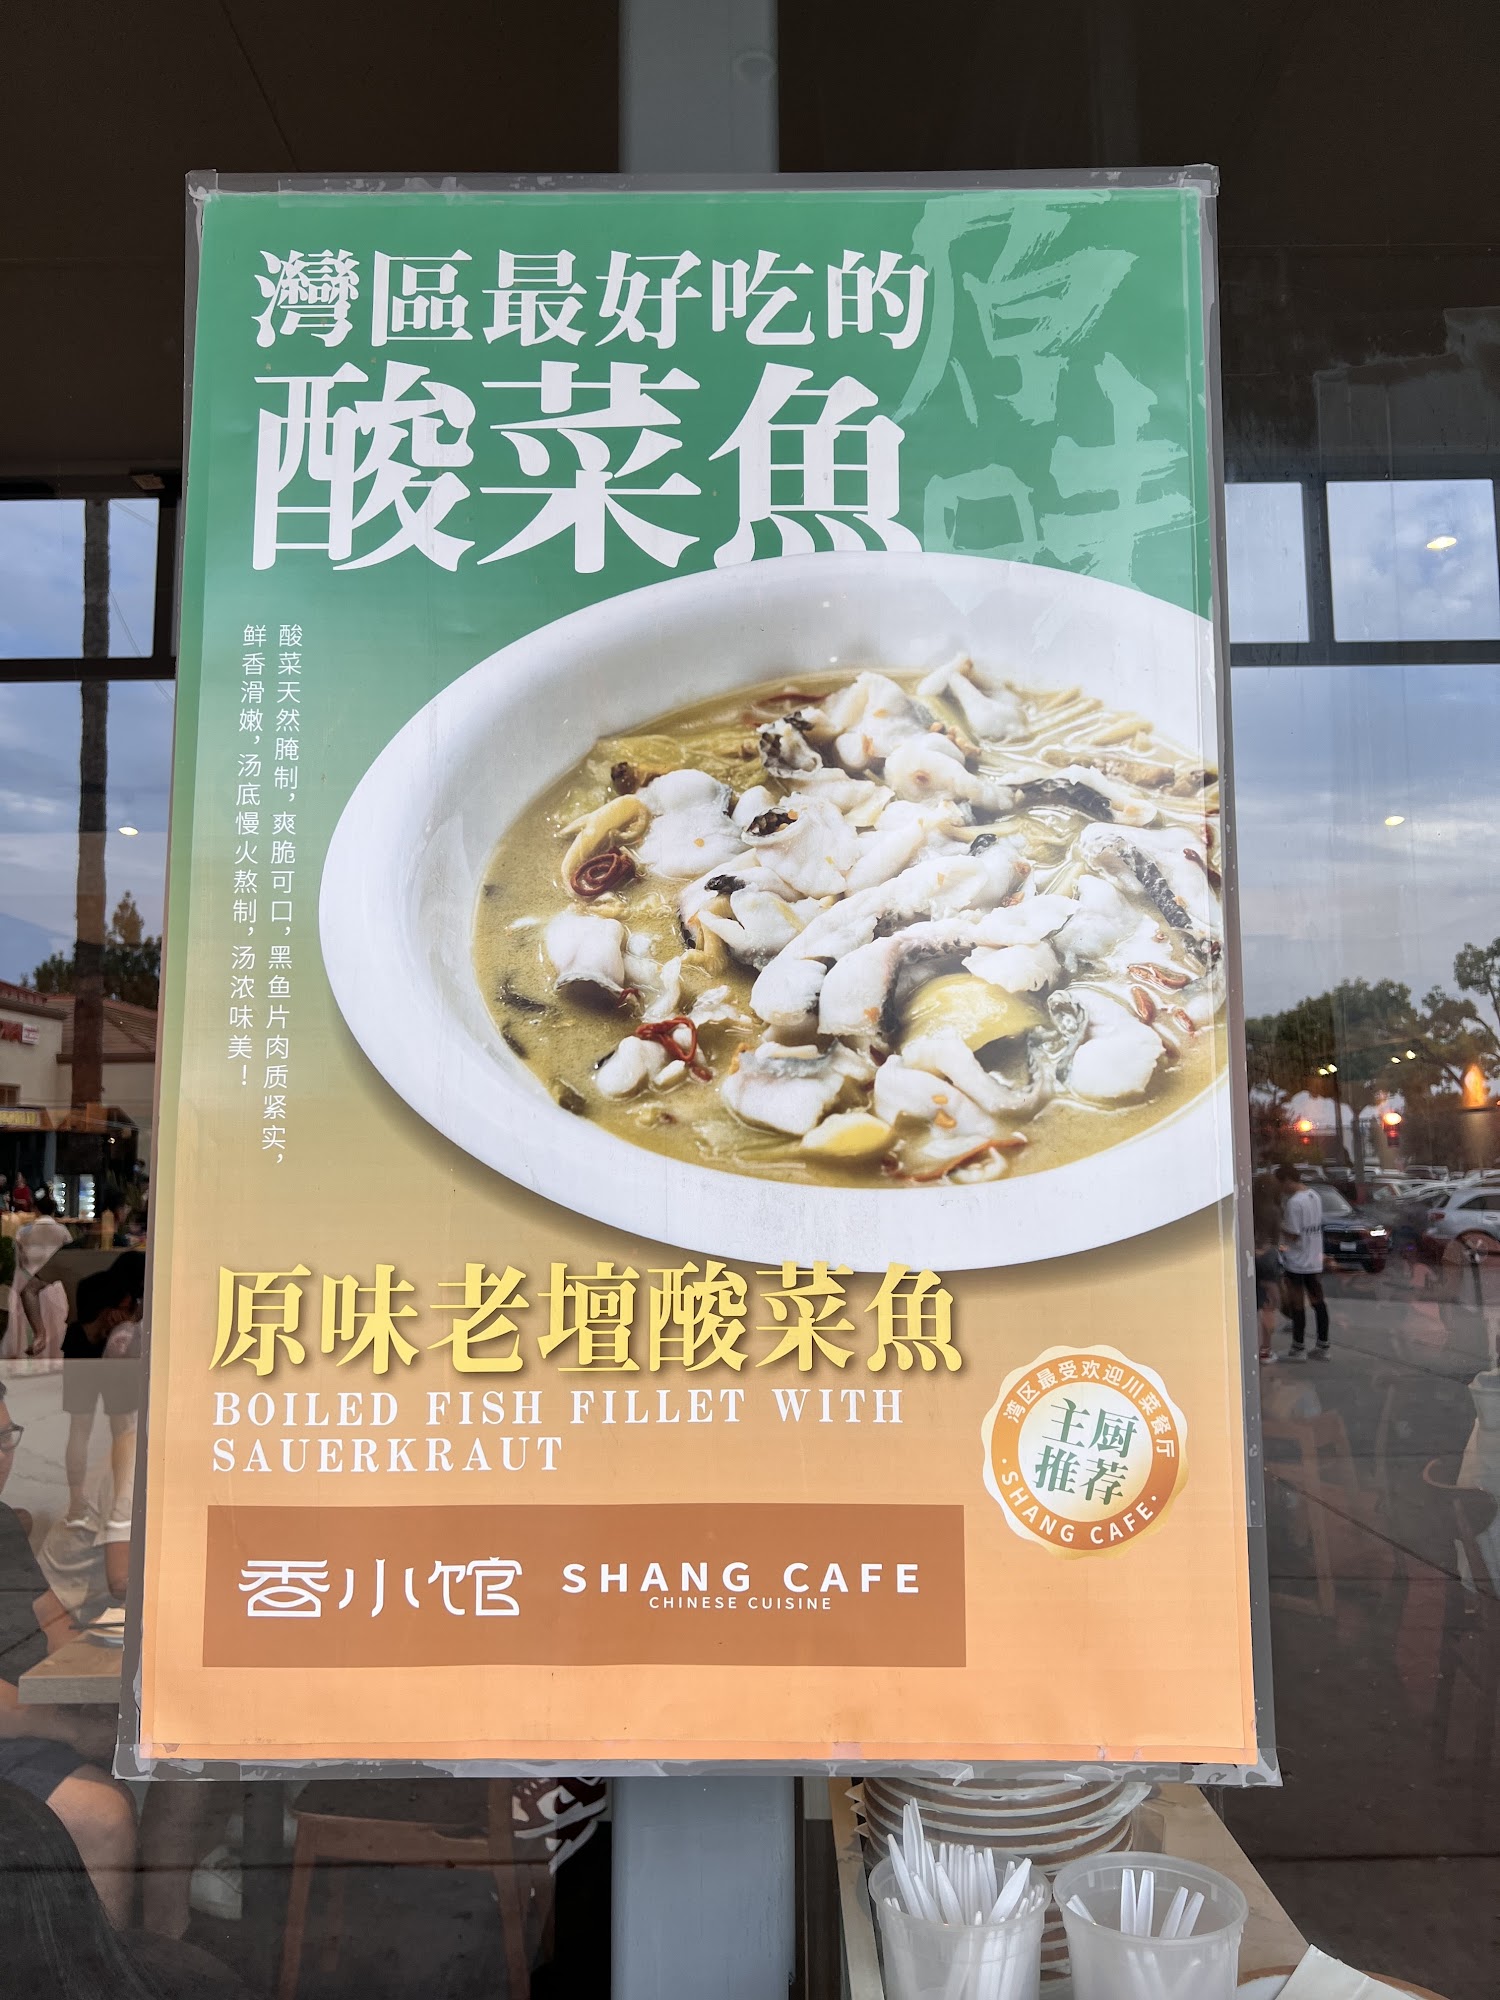 灣區最好吃的
酸菜魚
原味
酸菜天然腌制，爽脆可口，黑鱼片肉质紧实，
鲜香滑嫩，汤底慢火熬制，汤浓味美！
原味老壇酸菜魚
BOILED FISH FILLET WITH
SAUERKRAUT
湾区最受欢迎川菜餐厅
主厨
推荐
·SHANG CAFE·
香小馆
SHANG CAFE
CHINESE CUISINE